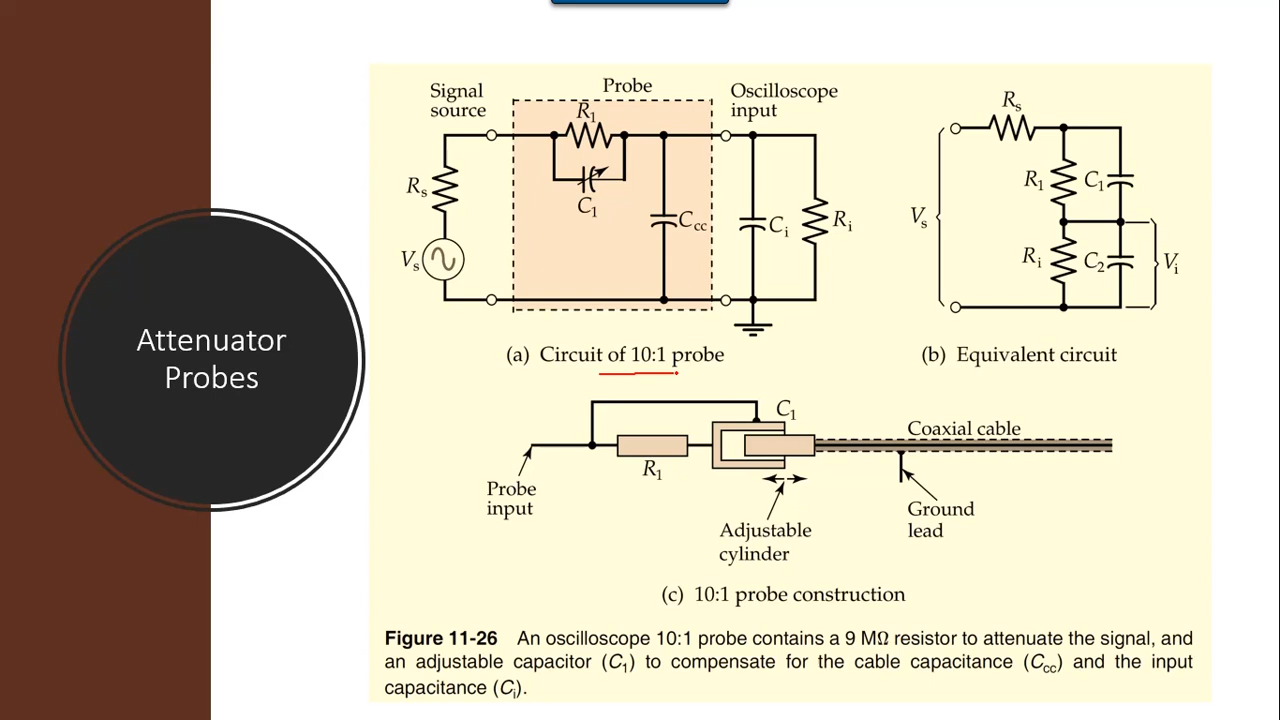 Attenuator
Probes
Signal
source
Probe
Oscilloscope
input
R1
C1
Rs
Vs
Ccc
Ci
Ri
(a) Circuit of 10:1 probe
Rs
R1
C1
Vs
Ri
C2
Vi
(b) Equivalent circuit
C1
Coaxial cable
R1
Probe
input
Adjustable
cylinder
Ground
lead
(c) 10:1 probe construction
Figure 11-26 An oscilloscope 10:1 probe contains a 9 MΩ resistor to attenuate the signal, and
an adjustable capacitor (C1) to compensate for the cable capacitance (Ccc) and the input
capacitance (Ci).